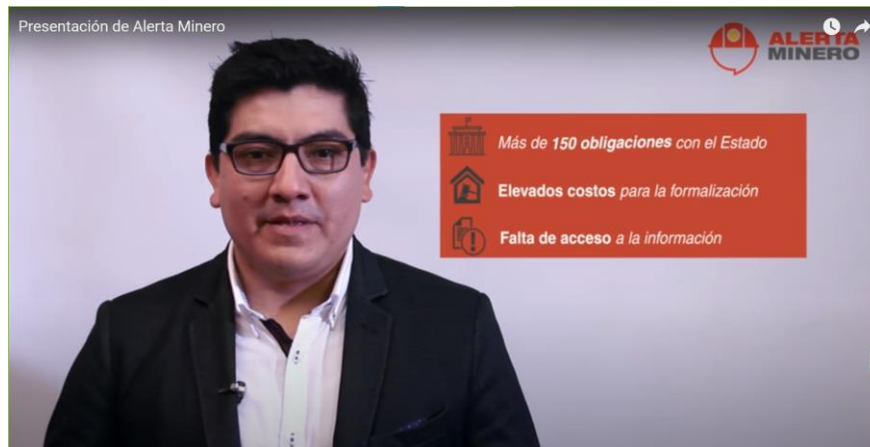 Presentación de Alerta Minero
ALERTA
MINERO
Más de 150 obligaciones con el Estado
Elevados costos para la formalización
Falta de acceso a la información